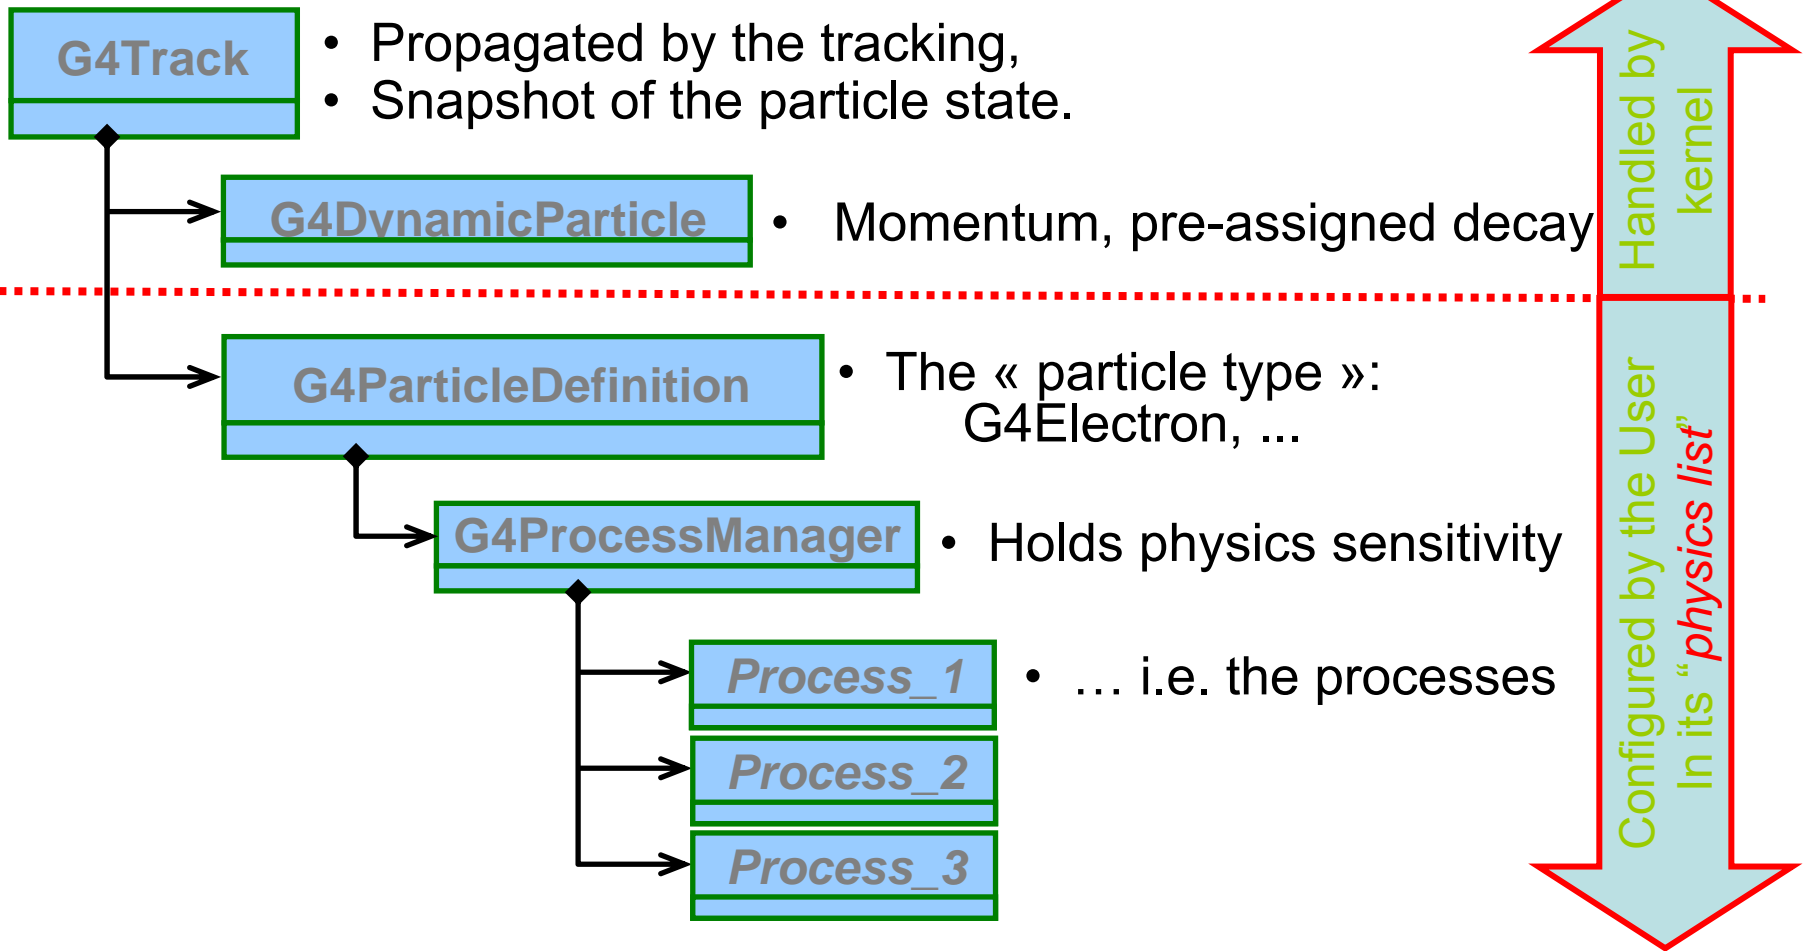 G4Track
• Propagated by the tracking,
• Snapshot of the particle state.
G4DynamicParticle
• Momentum, pre-assigned decay
G4ParticleDefinition
• The « particle type »:
G4Electron, ...
G4ProcessManager
• Holds physics sensitivity
Process_1
• … i.e. the processes
Process_2
Process_3
Handled by
kernel
Configured by the User
In its “physics list”